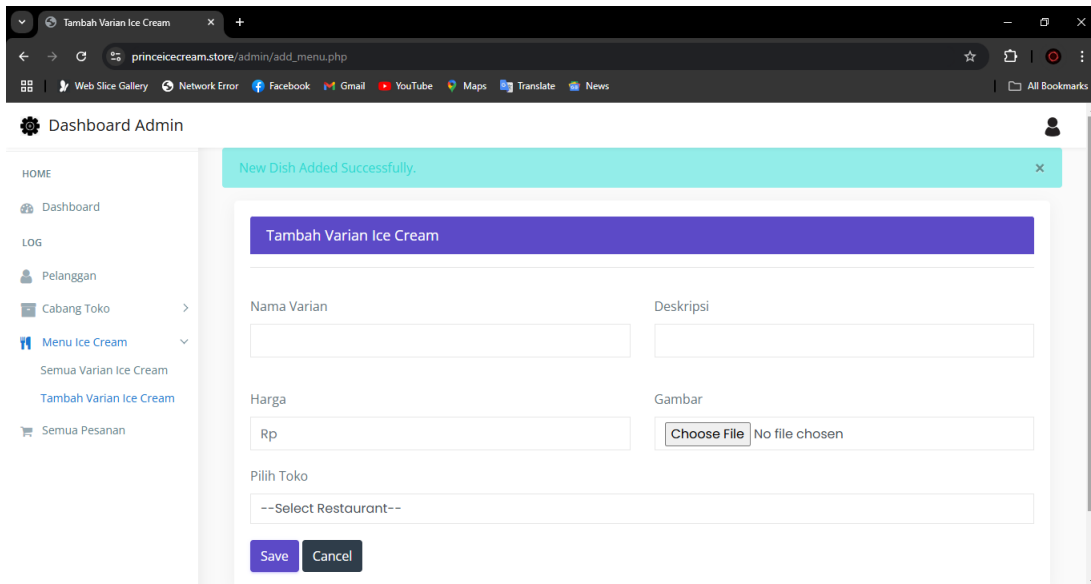 Tambah Varian Ice Cream
princeicecream.store/admin/add_menu.php
Web Slice Gallery Network Error Facebook Gmail YouTube Maps Translate News All Bookmarks
Dashboard Admin
HOME
Dashboard
LOG
Pelanggan
Cabang Toko
Menu Ice Cream
Semua Varian Ice Cream
Tambah Varian Ice Cream
Semua Pesanan
New Dish Added Successfully.
Tambah Varian Ice Cream
Nama Varian
Deskripsi
Harga
Gambar
Rp
Choose File No file chosen
Pilih Toko
--Select Restaurant--
Save Cancel